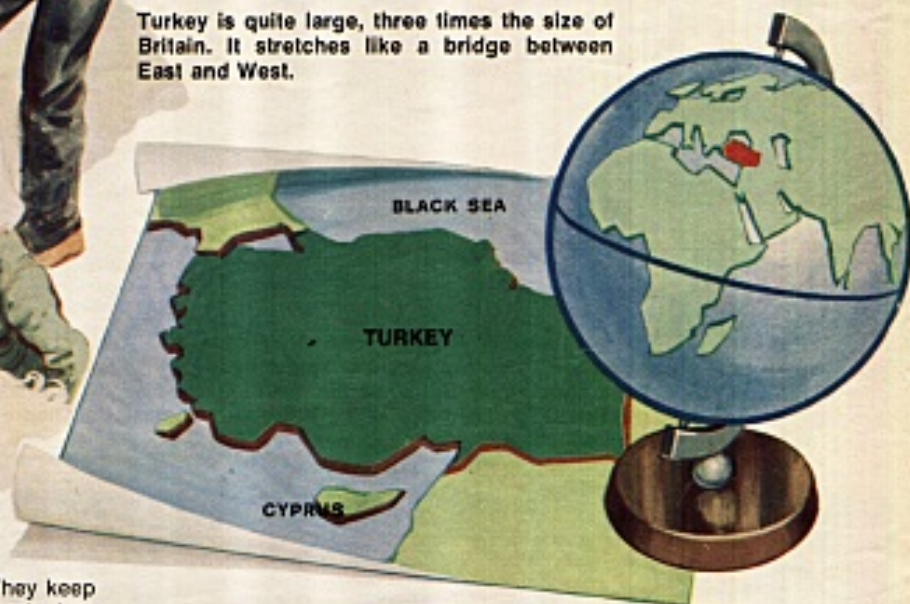 Turkey is quite large, three times the size of
Britain. It stretches like a bridge between
East and West.
BLACK SEA
TURKEY
CYPRUS
hey keep